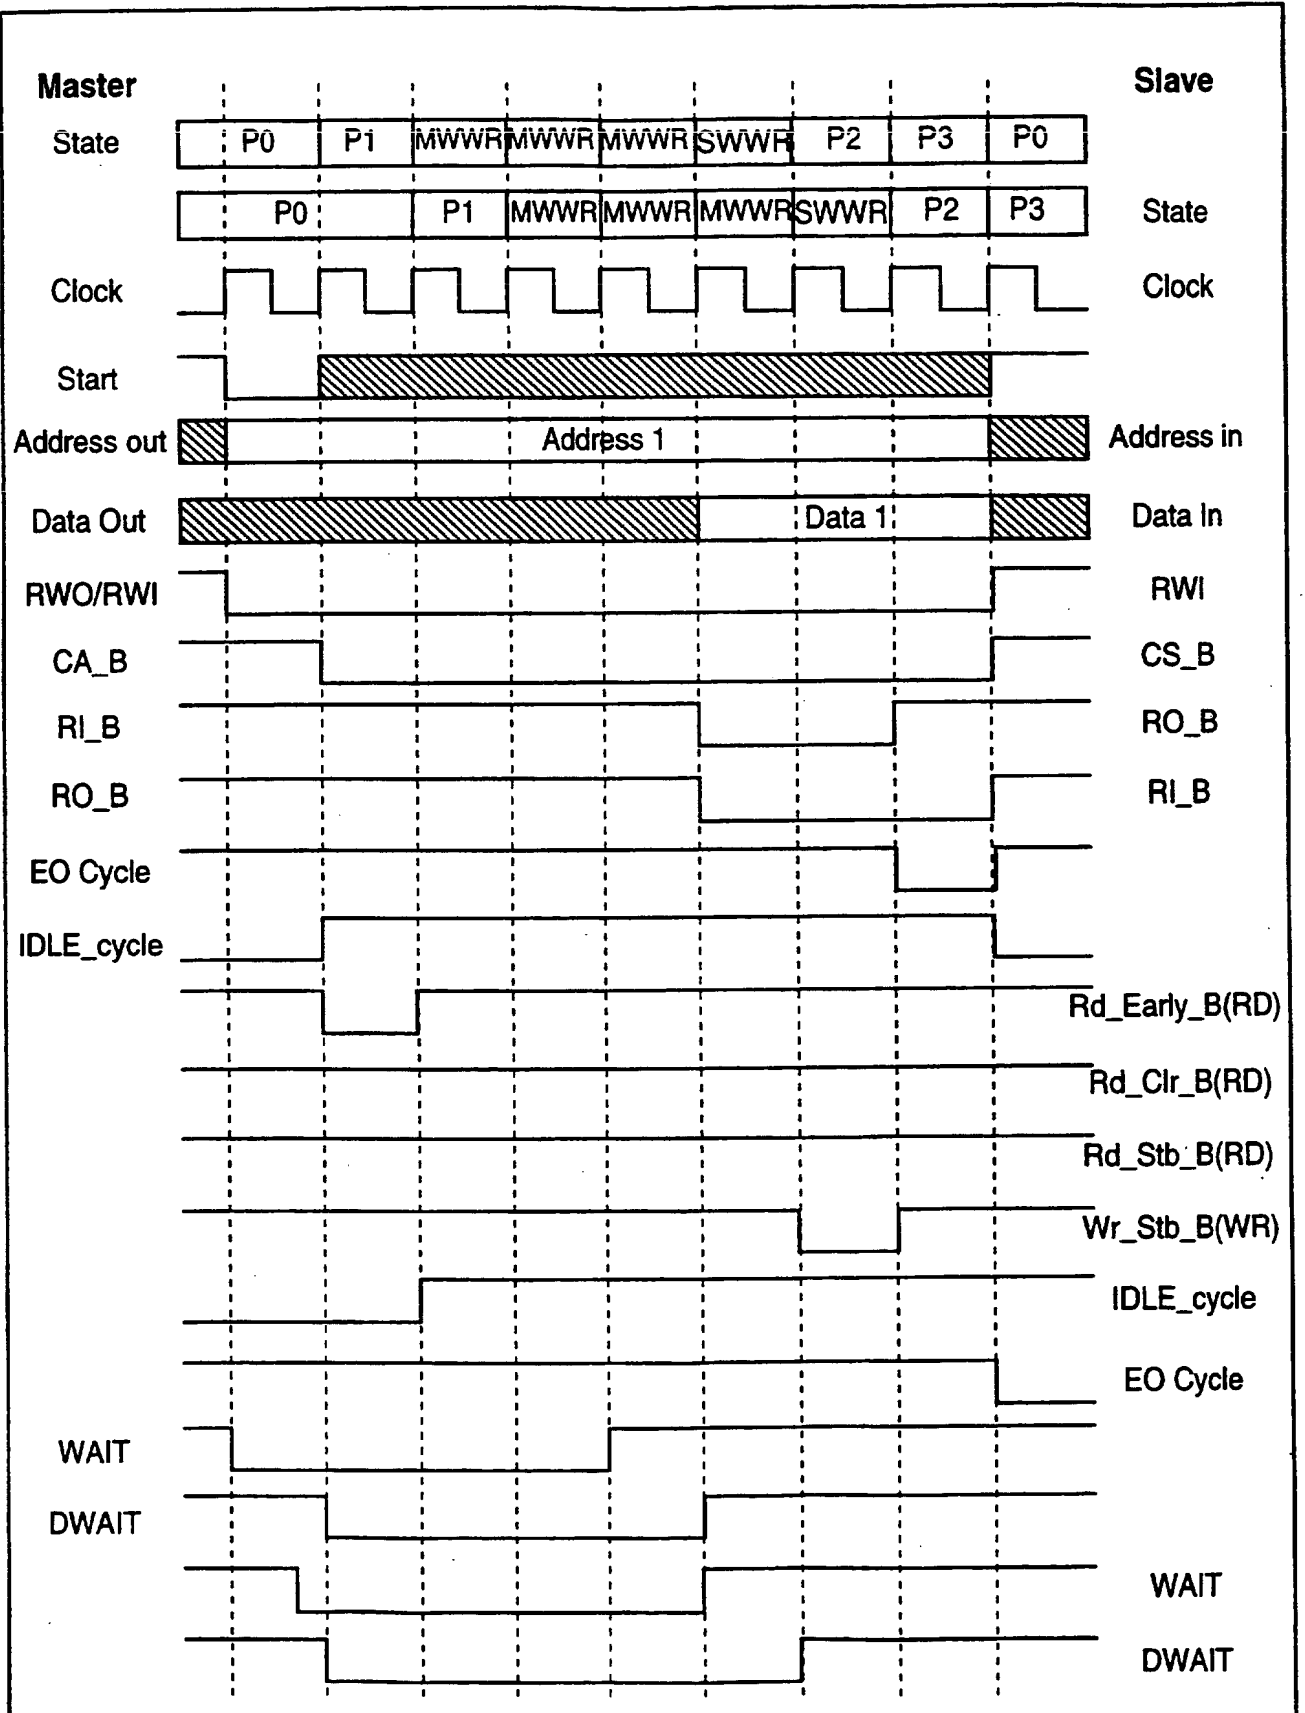 Master Slave
State P0 P1 MWWR MWWR MWWR SWWR P2 P3 P0
P0 P1 MWWR MWWR MWWR SWWR P2 P3 State
Clock Clock
Start
Address out Address 1 Address in
Data Out Data 1 Data In
RWO/RWI RWI
CA_B CS_B
RI_B RO_B
RO_B RI_B
EO Cycle
IDLE_cycle
Rd_Early_B(RD)
Rd_Clr_B(RD)
Rd_Stb_B(RD)
Wr_Stb_B(WR)
IDLE_cycle
EO Cycle
WAIT
DWAIT
WAIT
DWAIT